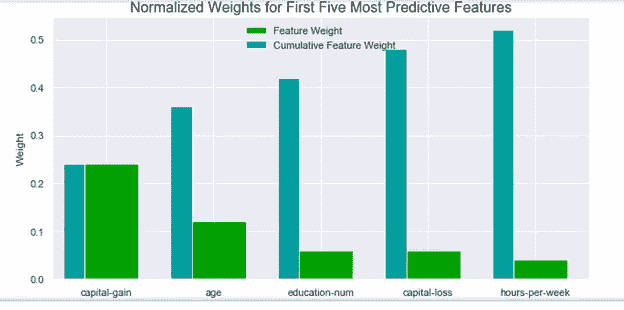 Normalized Weights for First Five Most Predictive Features
Feature Weight
Cumulative Feature Weight
0.5
0.4
0.3
0.2
0.1
0.0
Weight
capital-gain age education-num capital-loss hours-per-week